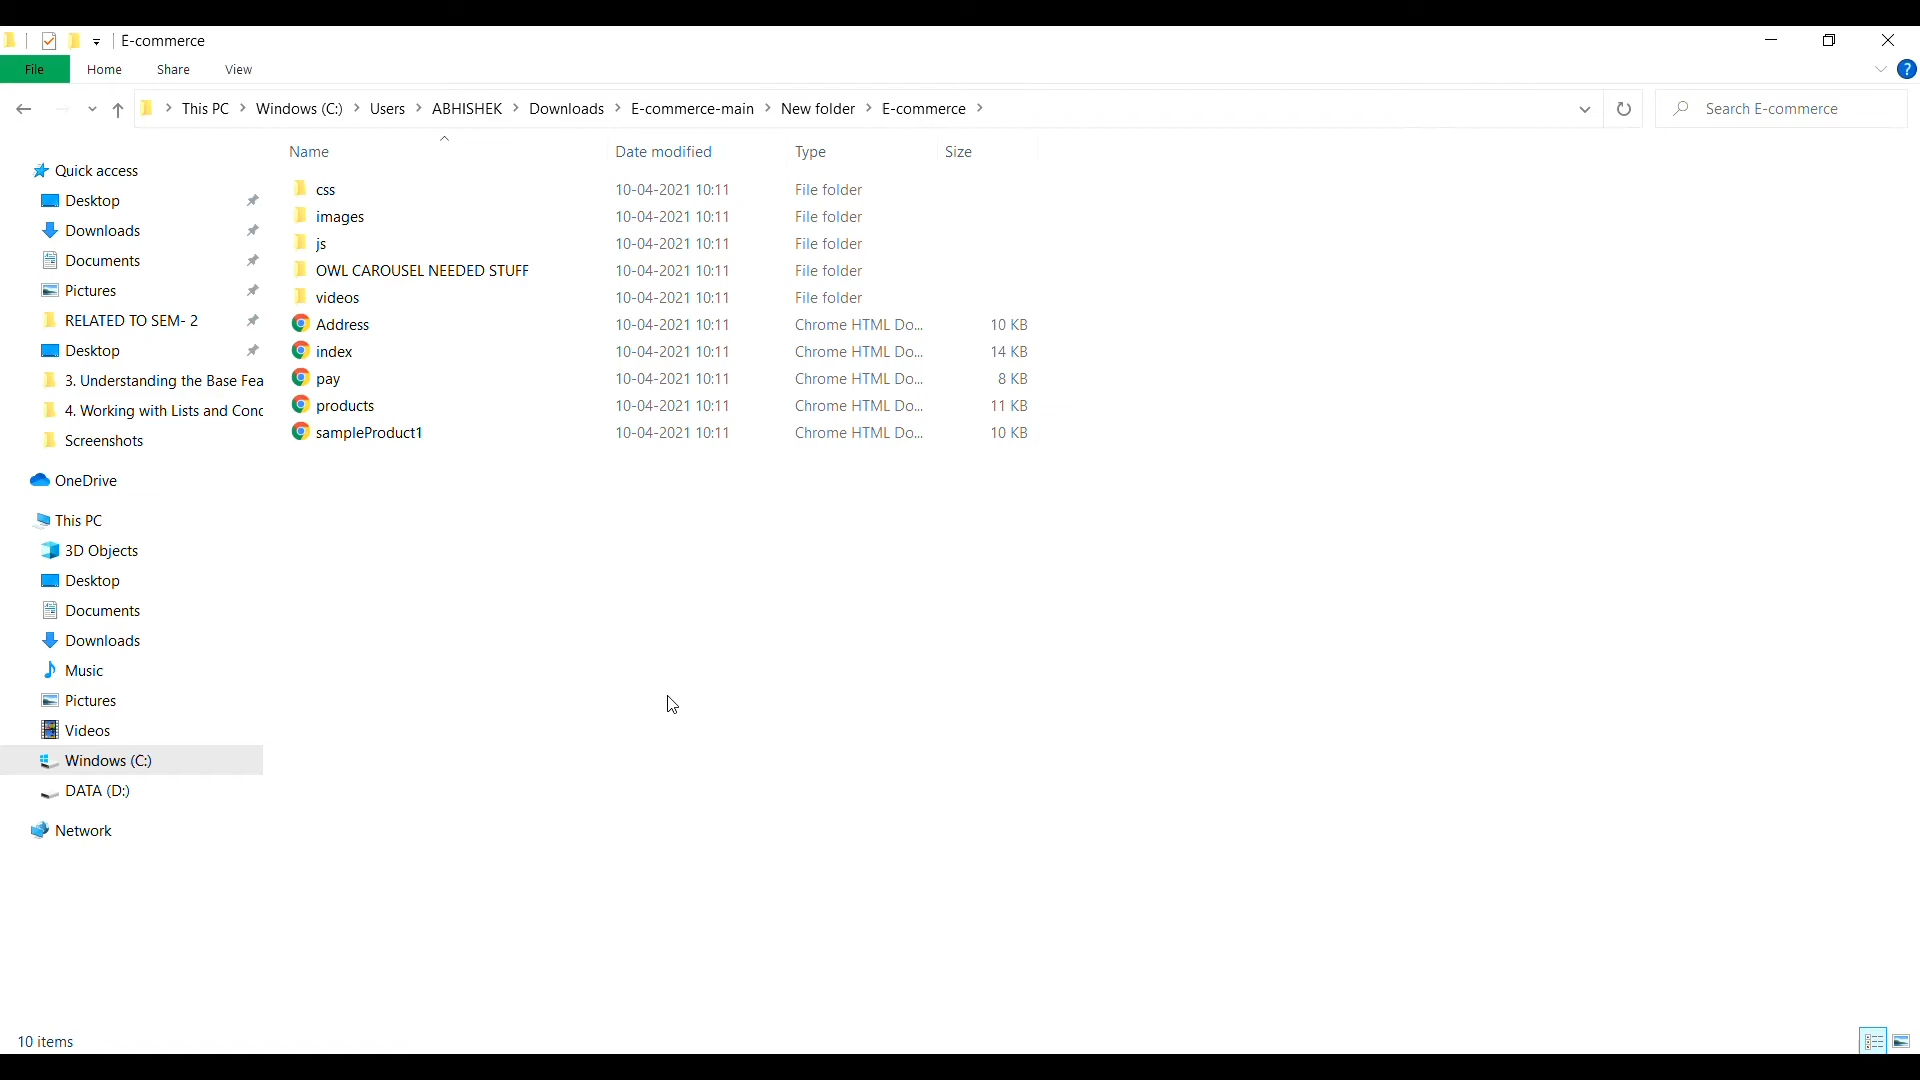 E-commerce
File Home Share View
This PC Windows (C:) Users ABHISHEK Downloads E-commerce-main New folder E-commerce Search E-commerce
Name Date modified Type Size
Quick access
Desktop
Downloads
Documents
Pictures
RELATED TO SEM- 2
Desktop
3. Understanding the Base Fea
4. Working with Lists and Conc
Screenshots
OneDrive
This PC
3D Objects
Desktop
Documents
Downloads
Music
Pictures
Videos
Windows (C:)
DATA (D:)
Network
css 10-04-2021 10:11 File folder
images 10-04-2021 10:11 File folder
js 10-04-2021 10:11 File folder
OWL CAROUSEL NEEDED STUFF 10-04-2021 10:11 File folder
videos 10-04-2021 10:11 File folder
Address 10-04-2021 10:11 Chrome HTML Do... 10 KB
index 10-04-2021 10:11 Chrome HTML Do... 14 KB
pay 10-04-2021 10:11 Chrome HTML Do... 8 KB
products 10-04-2021 10:11 Chrome HTML Do... 11 KB
sampleProduct1 10-04-2021 10:11 Chrome HTML Do... 10 KB
10 items